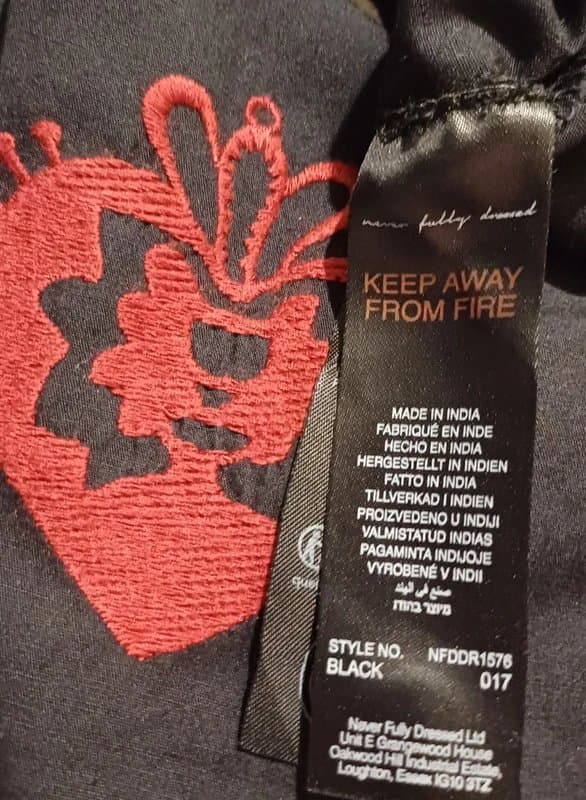 never fully dressed
KEEP AWAY
FROM FIRE
MADE IN INDIA
FABRIQUÉ EN INDE
HECHO EN INDIA
HERGESTELLT IN INDIEN
FATTO IN INDIA
TILLVERKAD I INDIEN
PROIZVEDENO U INDIJI
VALMISTATUD INDIAS
PAGAMINTA INDIJOJE
VYROBENÉ V INDII
صنع في الهند
מיוצר בהודו
STYLE NO. NFDDR1576
BLACK 017
Never Fully Dressed Ltd
Unit E Grangewood House
Oakwood Hill Industrial Estate,
Loughton, Essex IG10 3TZ